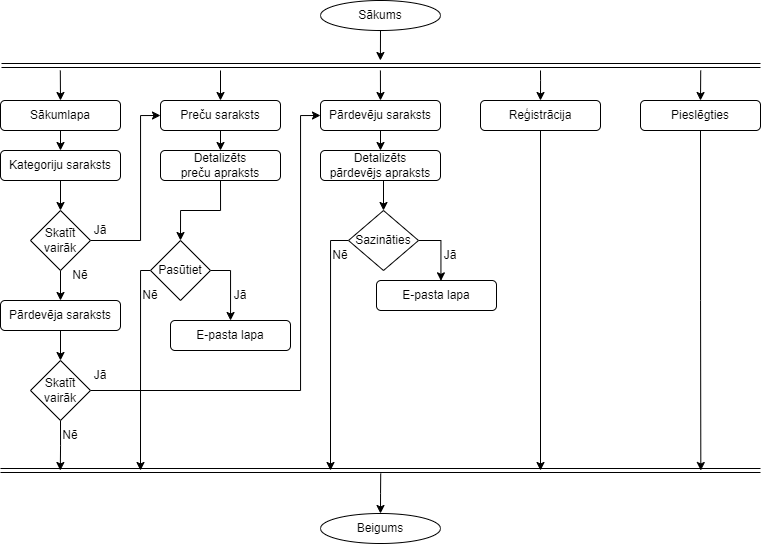 Sākums
Sākumlapa
Preču saraksts
Pārdevēju saraksts
Reģistrācija
Pieslēgties
Kategoriju saraksts
Detalizēts
preču apraksts
Detalizēts
pārdevējs apraksts
Skatīt
vairāk
Jā
Nē
Sazināties
Nē
Jā
Pasūtiet
Nē
Jā
E-pasta lapa
Pārdevēja saraksts
E-pasta lapa
Skatīt
vairāk
Jā
Nē
Beigums